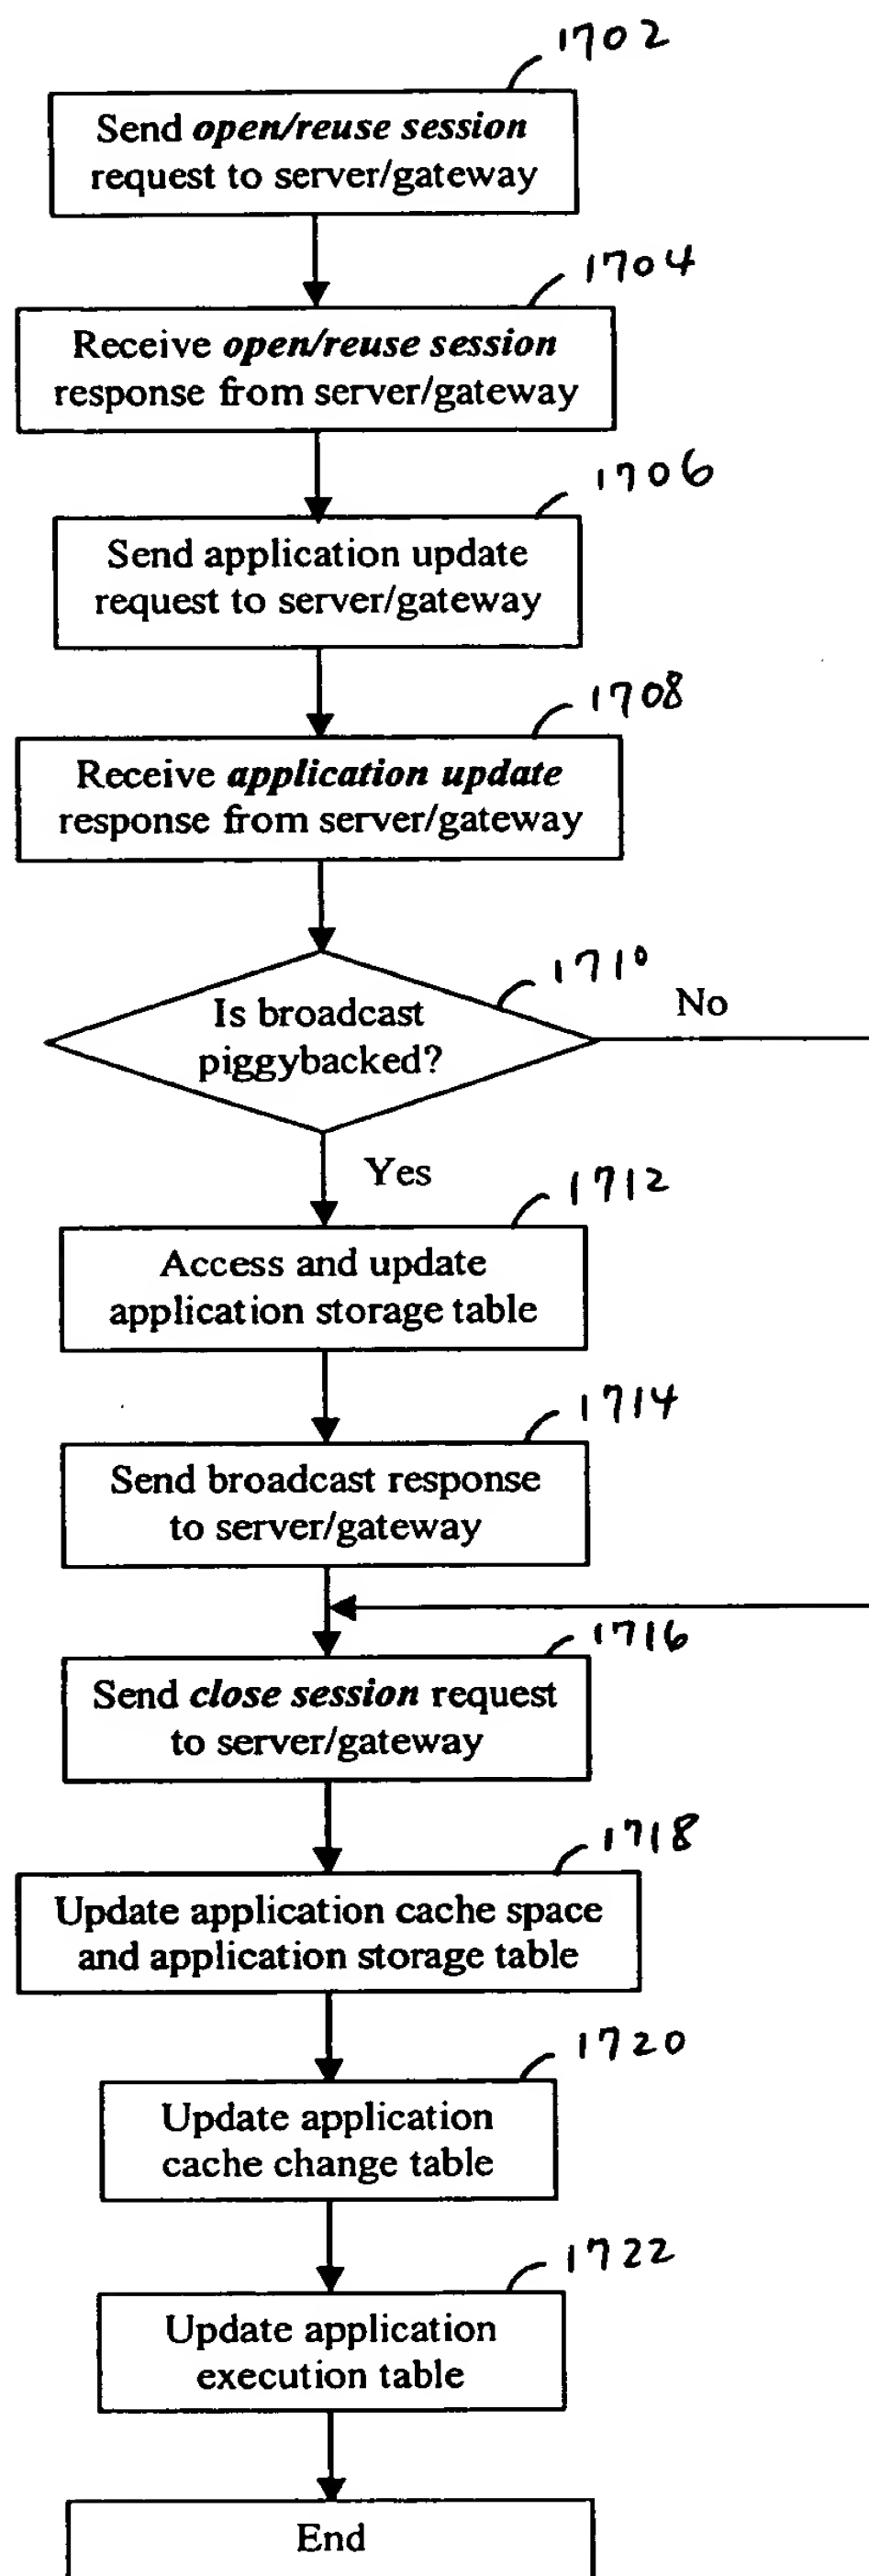 1702
Send open/reuse session
request to server/gateway
1704
Receive open/reuse session
response from server/gateway
1706
Send application update
request to server/gateway
1708
Receive application update
response from server/gateway
1710
Is broadcast
piggybacked?
No
Yes
1712
Access and update
application storage table
1714
Send broadcast response
to server/gateway
1716
Send close session request
to server/gateway
1718
Update application cache space
and application storage table
1720
Update application
cache change table
1722
Update application
execution table
End